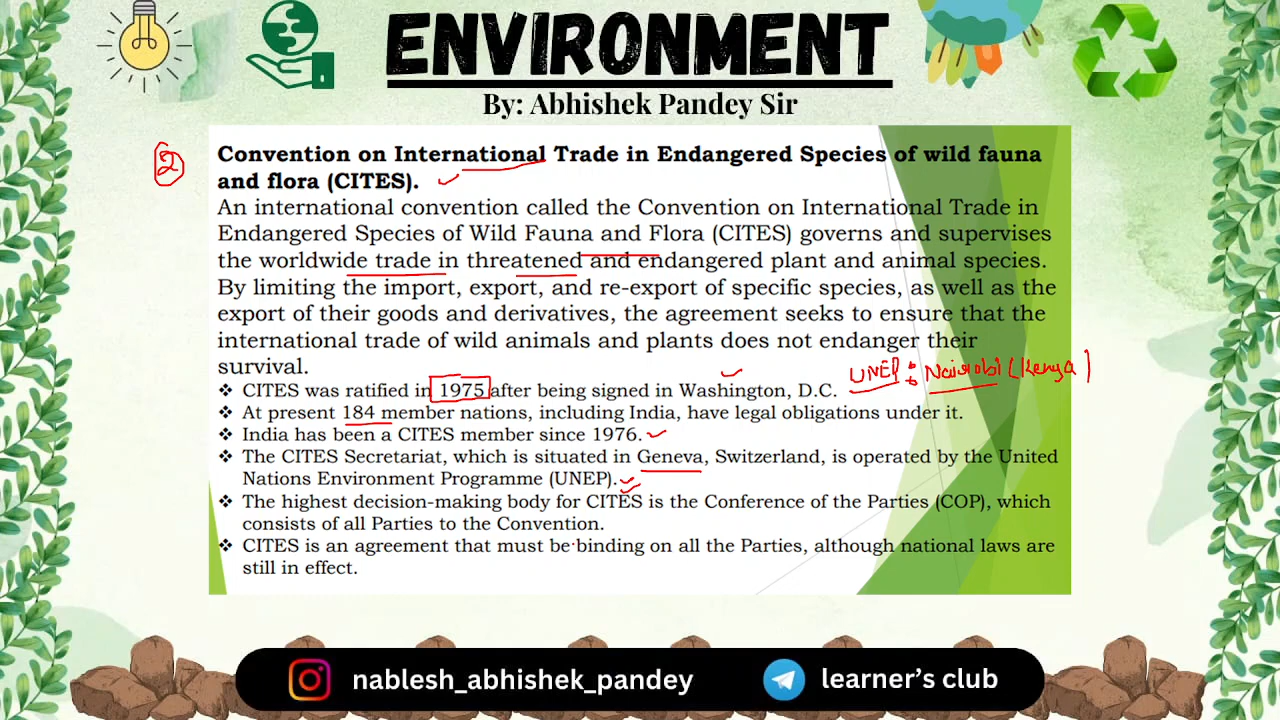 ENVIRONMENT
By: Abhishek Pandey Sir
2
Convention on International Trade in Endangered Species of wild fauna
and flora (CITES).
An international convention called the Convention on International Trade in
Endangered Species of Wild Fauna and Flora (CITES) governs and supervises
the worldwide trade in threatened and endangered plant and animal species.
By limiting the import, export, and re-export of specific species, as well as the
export of their goods and derivatives, the agreement seeks to ensure that the
international trade of wild animals and plants does not endanger their
survival.
UNEP : Nairobi (Kenya)
❖ CITES was ratified in 1975 after being signed in Washington, D.C.
❖ At present 184 member nations, including India, have legal obligations under it.
❖ India has been a CITES member since 1976.
❖ The CITES Secretariat, which is situated in Geneva, Switzerland, is operated by the United
Nations Environment Programme (UNEP).
❖ The highest decision-making body for CITES is the Conference of the Parties (COP), which
consists of all Parties to the Convention.
❖ CITES is an agreement that must be binding on all the Parties, although national laws are
still in effect.
nablesh_abhishek_pandey
learner's club